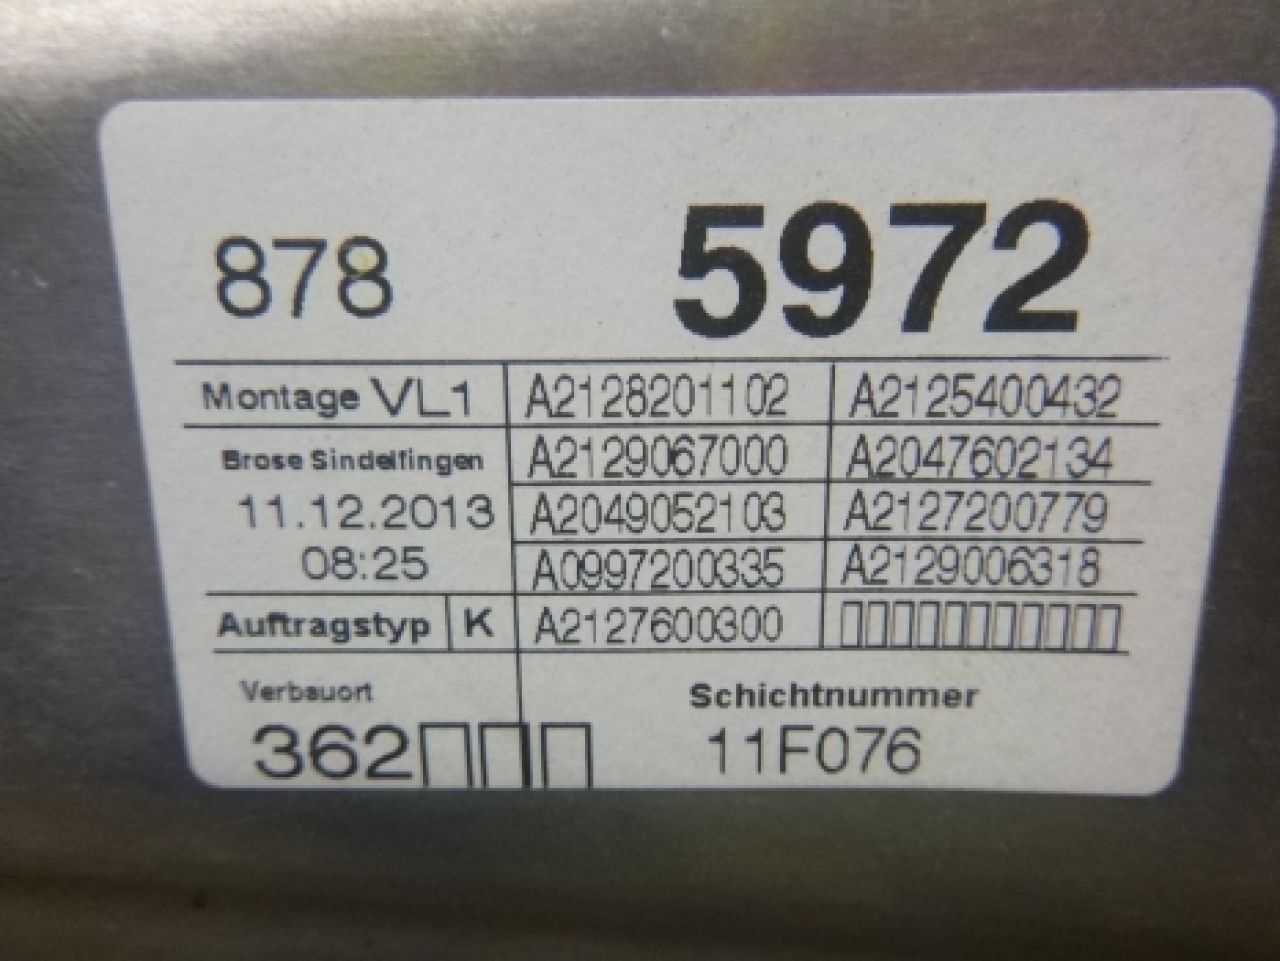 878 5972
Montage VL1 A2128201102 A2125400432
Brose Sindelfingen A2129067000 A2047602134
11.12.2013 A2049052103 A2127200779
08:25 A0997200335 A2129006318
Auftragstyp K A2127600300
Verbauort Schichtnummer
362 11F076